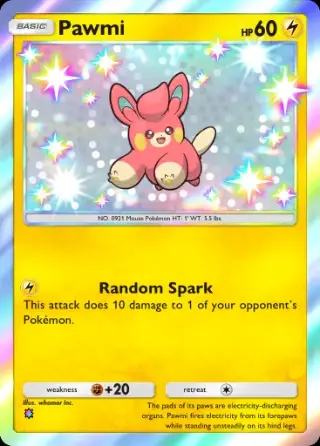 BASIC Pawmi HP60
NO. 0921 Mouse Pokémon HT: 1' WT: 5.5 lbs
Random Spark
This attack does 10 damage to 1 of your opponent's
Pokémon.
weakness +20 retreat
illus. whomor inc.
The pads of its paws are electricity-discharging
organs. Pawmi fires electricity from its forepaws
while standing unsteadily on its hind legs.